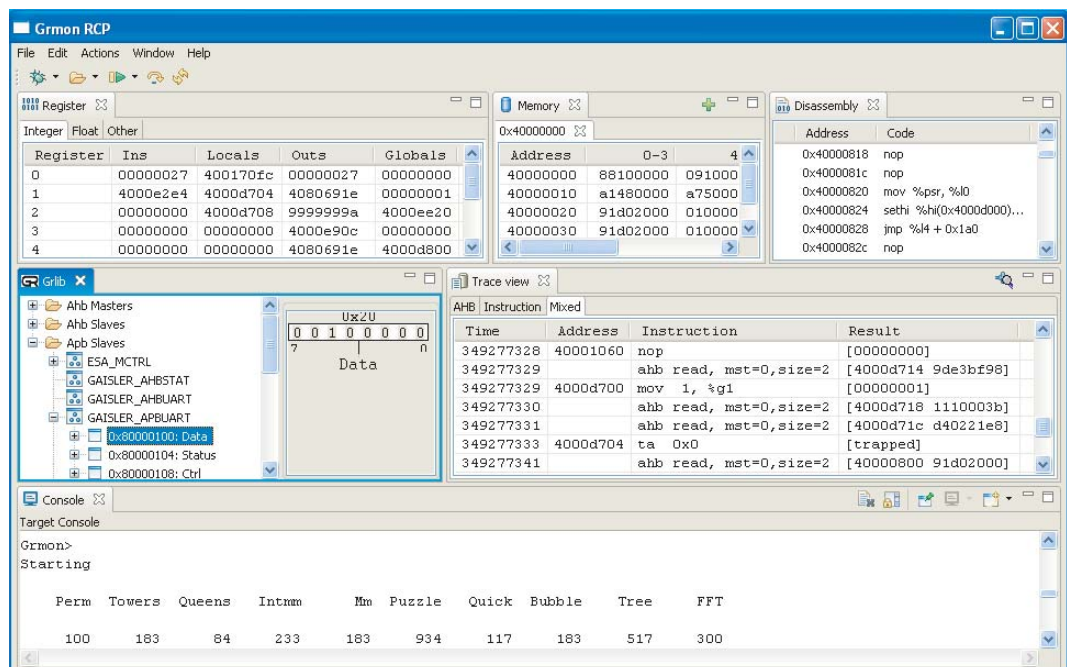 Grmon RCP
File Edit Actions Window Help
Register
Integer Float Other
Register Ins Locals Outs Globals
0 00000027 400170fc 00000027 00000000
1 4000e2e4 4000d704 4080691e 00000001
2 00000000 4000d708 9999999a 4000ee20
3 00000000 00000000 4000e90c 00000000
4 00000000 00000000 4080691e 4000d800
Memory
0x40000000
Address 0-3 4
40000000 88100000 091000
40000010 a1480000 a75000
40000020 91d02000 010000
40000030 91d02000 010000
Disassembly
Address Code
0x40000818 nop
0x4000081c nop
0x40000820 mov %psr, %l0
0x40000824 sethi %hi(0x4000d000)...
0x40000828 jmp %l4 + 0x1a0
0x4000082c nop
Grlib
Ahb Masters
Ahb Slaves
Apb Slaves
ESA_MCTRL
GAISLER_AHBSTAT
GAISLER_AHBUART
GAISLER_APBUART
0x80000100: Data
0x80000104: Status
0x80000108: Ctrl
0x20
0 0 1 0 0 0 0 0
7 0
Data
Trace view
AHB Instruction Mixed
Time Address Instruction Result
349277328 40001060 nop [00000000]
349277329 ahb read, mst=0,size=2 [4000d714 9de3bf98]
349277329 4000d700 mov 1, %g1 [00000001]
349277330 ahb read, mst=0,size=2 [4000d718 1110003b]
349277331 ahb read, mst=0,size=2 [4000d71c d40221e8]
349277333 4000d704 ta 0x0 [trapped]
349277341 ahb read, mst=0,size=2 [40000800 91d02000]
Console
Target Console
Grmon>
Starting
Perm Towers Queens Intmm Mm Puzzle Quick Bubble Tree FFT
100 183 84 233 183 934 117 183 517 300